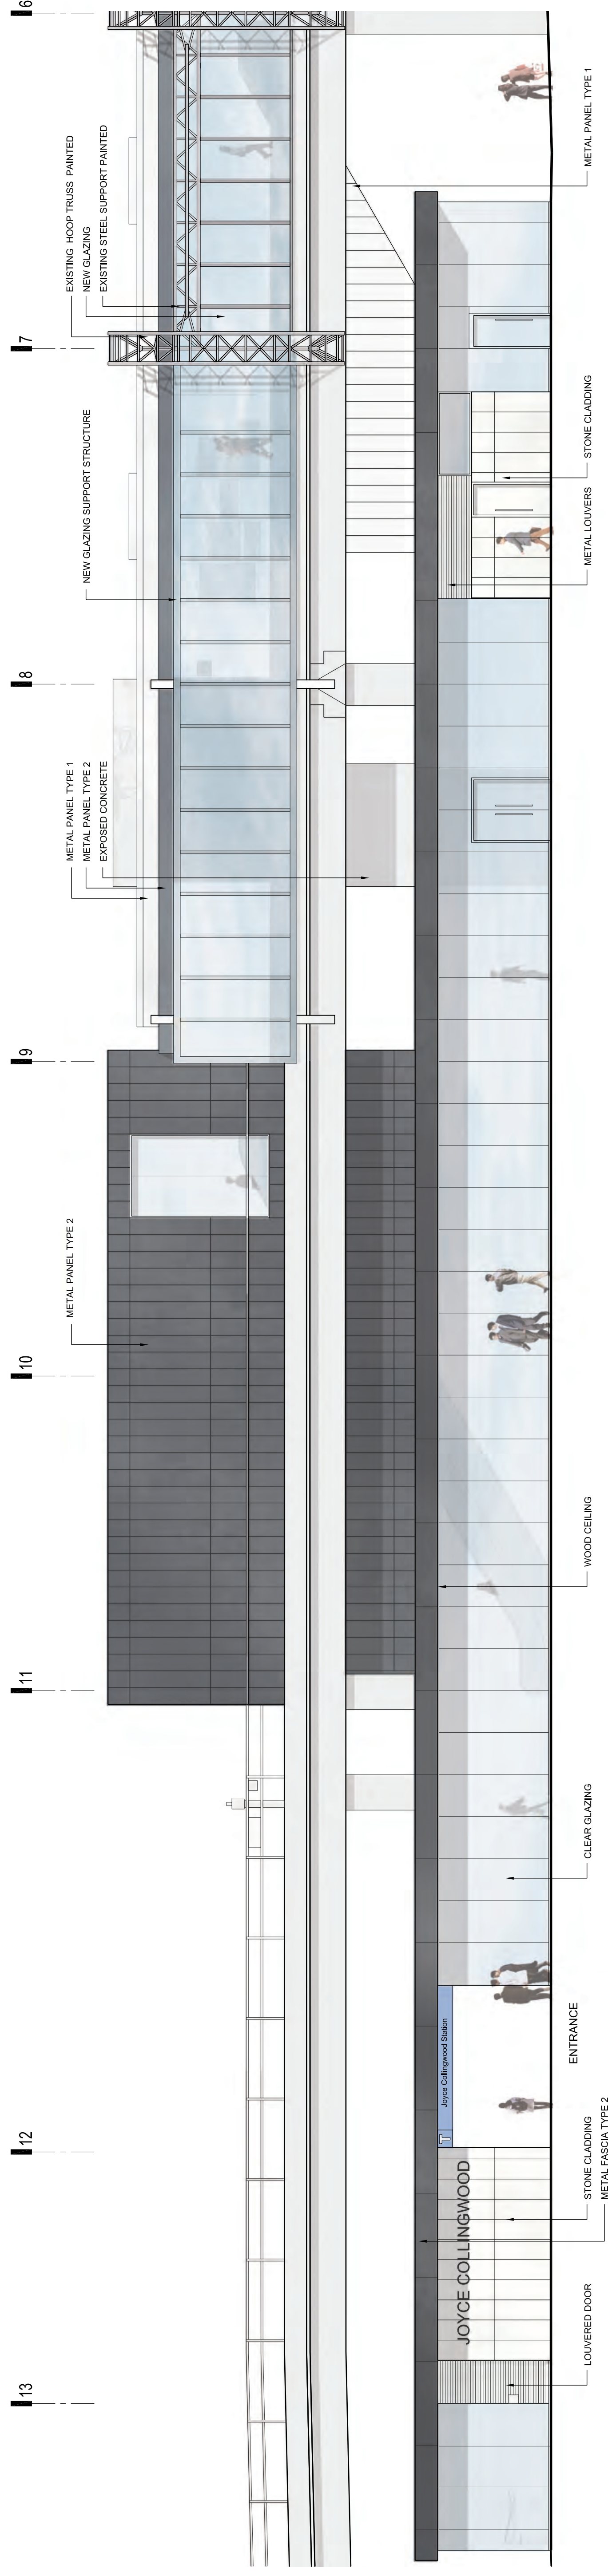 13
12
11
10
9
8
7
6
METAL PANEL TYPE 2
METAL PANEL TYPE 1
METAL PANEL TYPE 2
EXPOSED CONCRETE
NEW GLAZING SUPPORT STRUCTURE
EXISTING HOOP TRUSS PAINTED
NEW GLAZING
EXISTING STEEL SUPPORT PAINTED
JOYCE COLLINGWOOD
T Joyce Collingwood Station
LOUVERED DOOR
STONE CLADDING
METAL FASCIA TYPE 2
ENTRANCE
CLEAR GLAZING
WOOD CEILING
METAL LOUVERS
STONE CLADDING
METAL PANEL TYPE 1